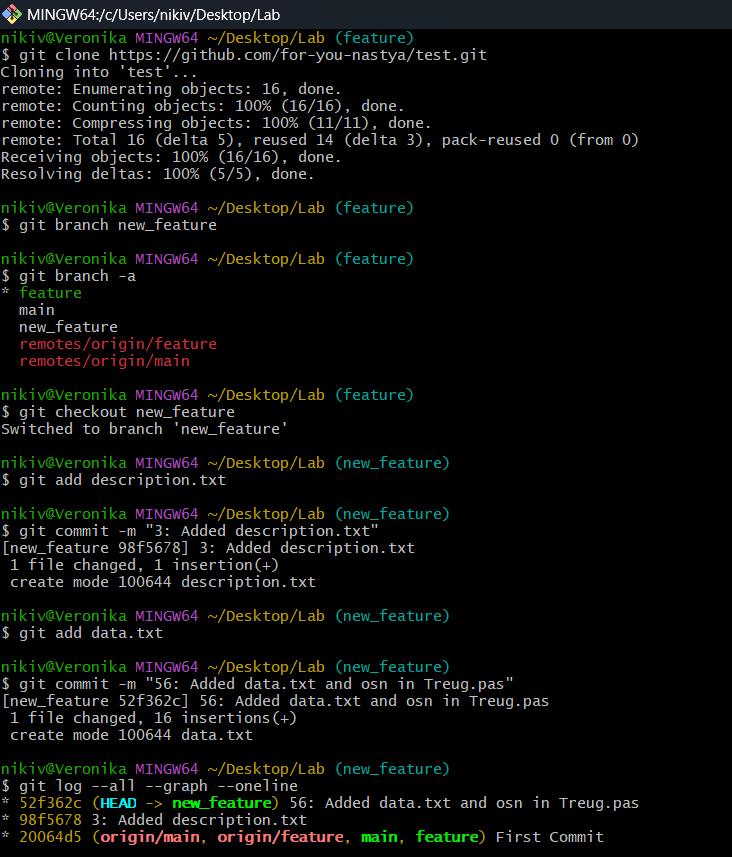 MINGW64:/c/Users/nikiv/Desktop/Lab
nikiv@Veronika MINGW64 ~/Desktop/Lab (feature)
$ git clone https://github.com/for-you-nastya/test.git
Cloning into 'test'...
remote: Enumerating objects: 16, done.
remote: Counting objects: 100% (16/16), done.
remote: Compressing objects: 100% (11/11), done.
remote: Total 16 (delta 5), reused 14 (delta 3), pack-reused 0 (from 0)
Receiving objects: 100% (16/16), done.
Resolving deltas: 100% (5/5), done.
nikiv@Veronika MINGW64 ~/Desktop/Lab (feature)
$ git branch new_feature
nikiv@Veronika MINGW64 ~/Desktop/Lab (feature)
$ git branch -a
* feature
main
new_feature
remotes/origin/feature
remotes/origin/main
nikiv@Veronika MINGW64 ~/Desktop/Lab (feature)
$ git checkout new_feature
Switched to branch 'new_feature'
nikiv@Veronika MINGW64 ~/Desktop/Lab (new_feature)
$ git add description.txt
nikiv@Veronika MINGW64 ~/Desktop/Lab (new_feature)
$ git commit -m "3: Added description.txt"
[new_feature 98f5678] 3: Added description.txt
1 file changed, 1 insertion(+)
create mode 100644 description.txt
nikiv@Veronika MINGW64 ~/Desktop/Lab (new_feature)
$ git add data.txt
nikiv@Veronika MINGW64 ~/Desktop/Lab (new_feature)
$ git commit -m "56: Added data.txt and osn in Treug.pas"
[new_feature 52f362c] 56: Added data.txt and osn in Treug.pas
1 file changed, 16 insertions(+)
create mode 100644 data.txt
nikiv@Veronika MINGW64 ~/Desktop/Lab (new_feature)
$ git log --all --graph --oneline
* 52f362c (HEAD -> new_feature) 56: Added data.txt and osn in Treug.pas
* 98f5678 3: Added description.txt
* 20064d5 (origin/main, origin/feature, main, feature) First Commit